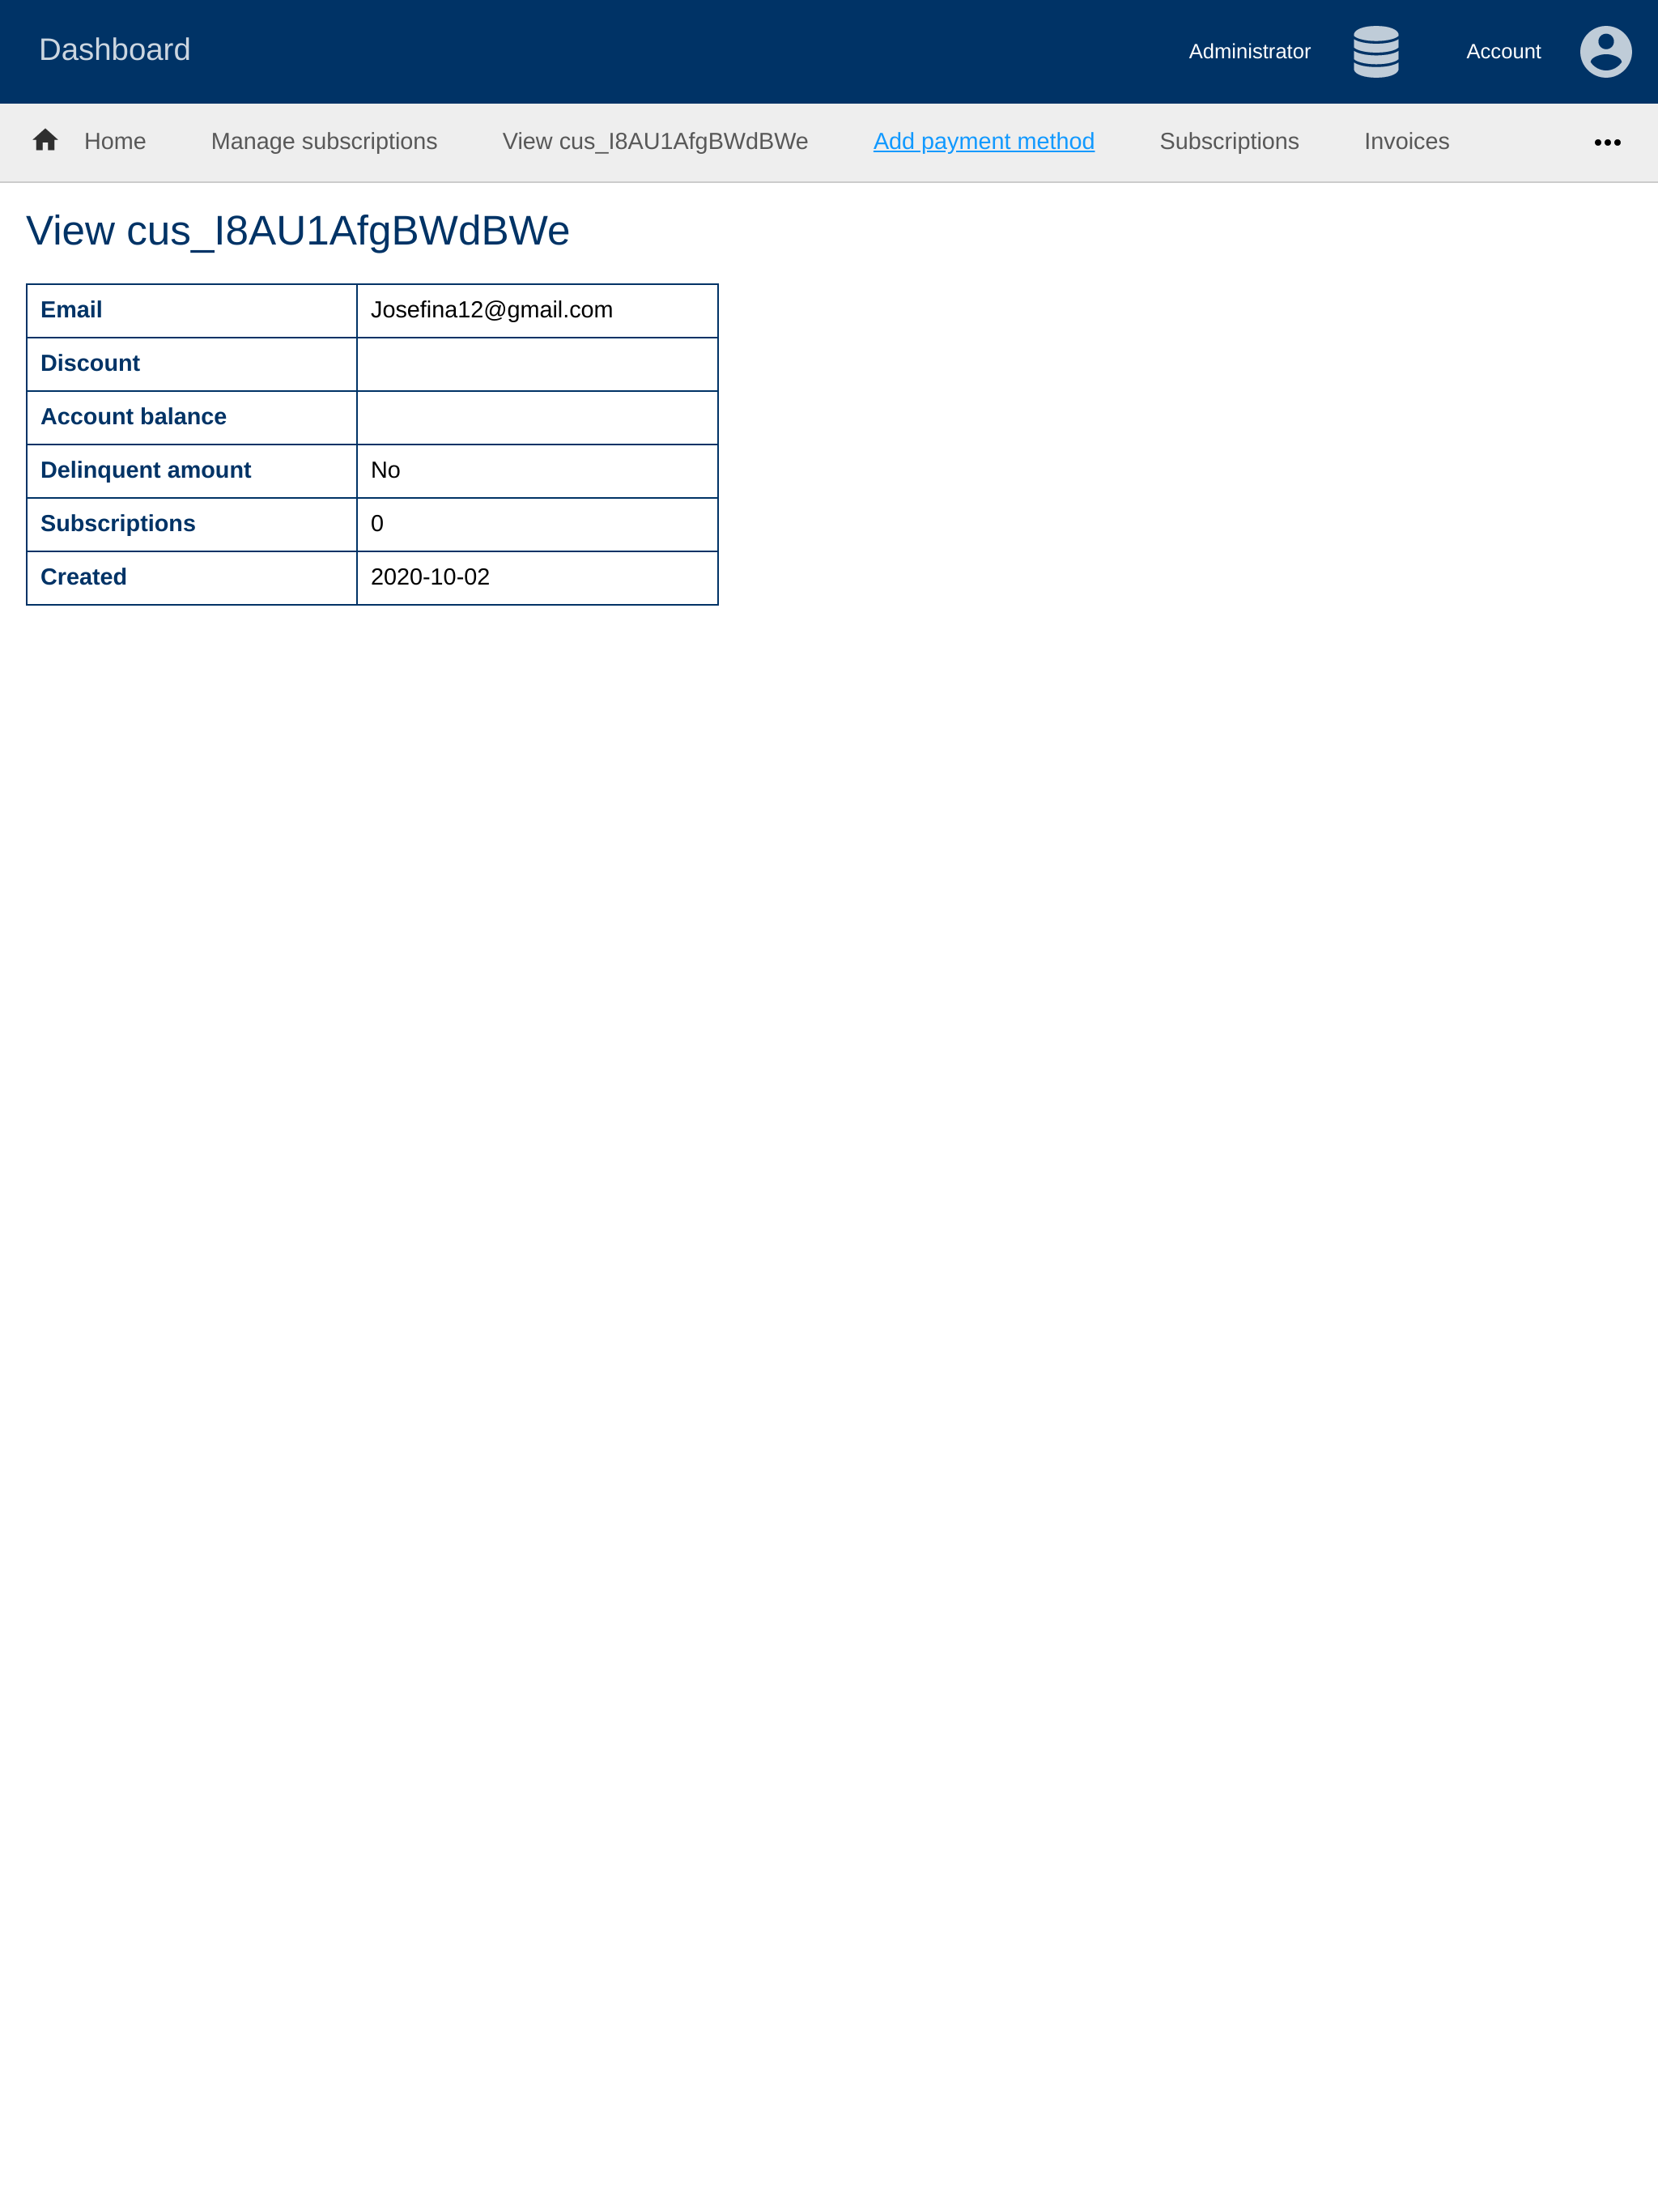 Dashboard Administrator Account
Home Manage subscriptions View cus_I8AU1AfgBWdBWe Add payment method Subscriptions Invoices •••
View cus_I8AU1AfgBWdBWe
Email Josefina12@gmail.com
Discount
Account balance
Delinquent amount No
Subscriptions 0
Created 2020-10-02